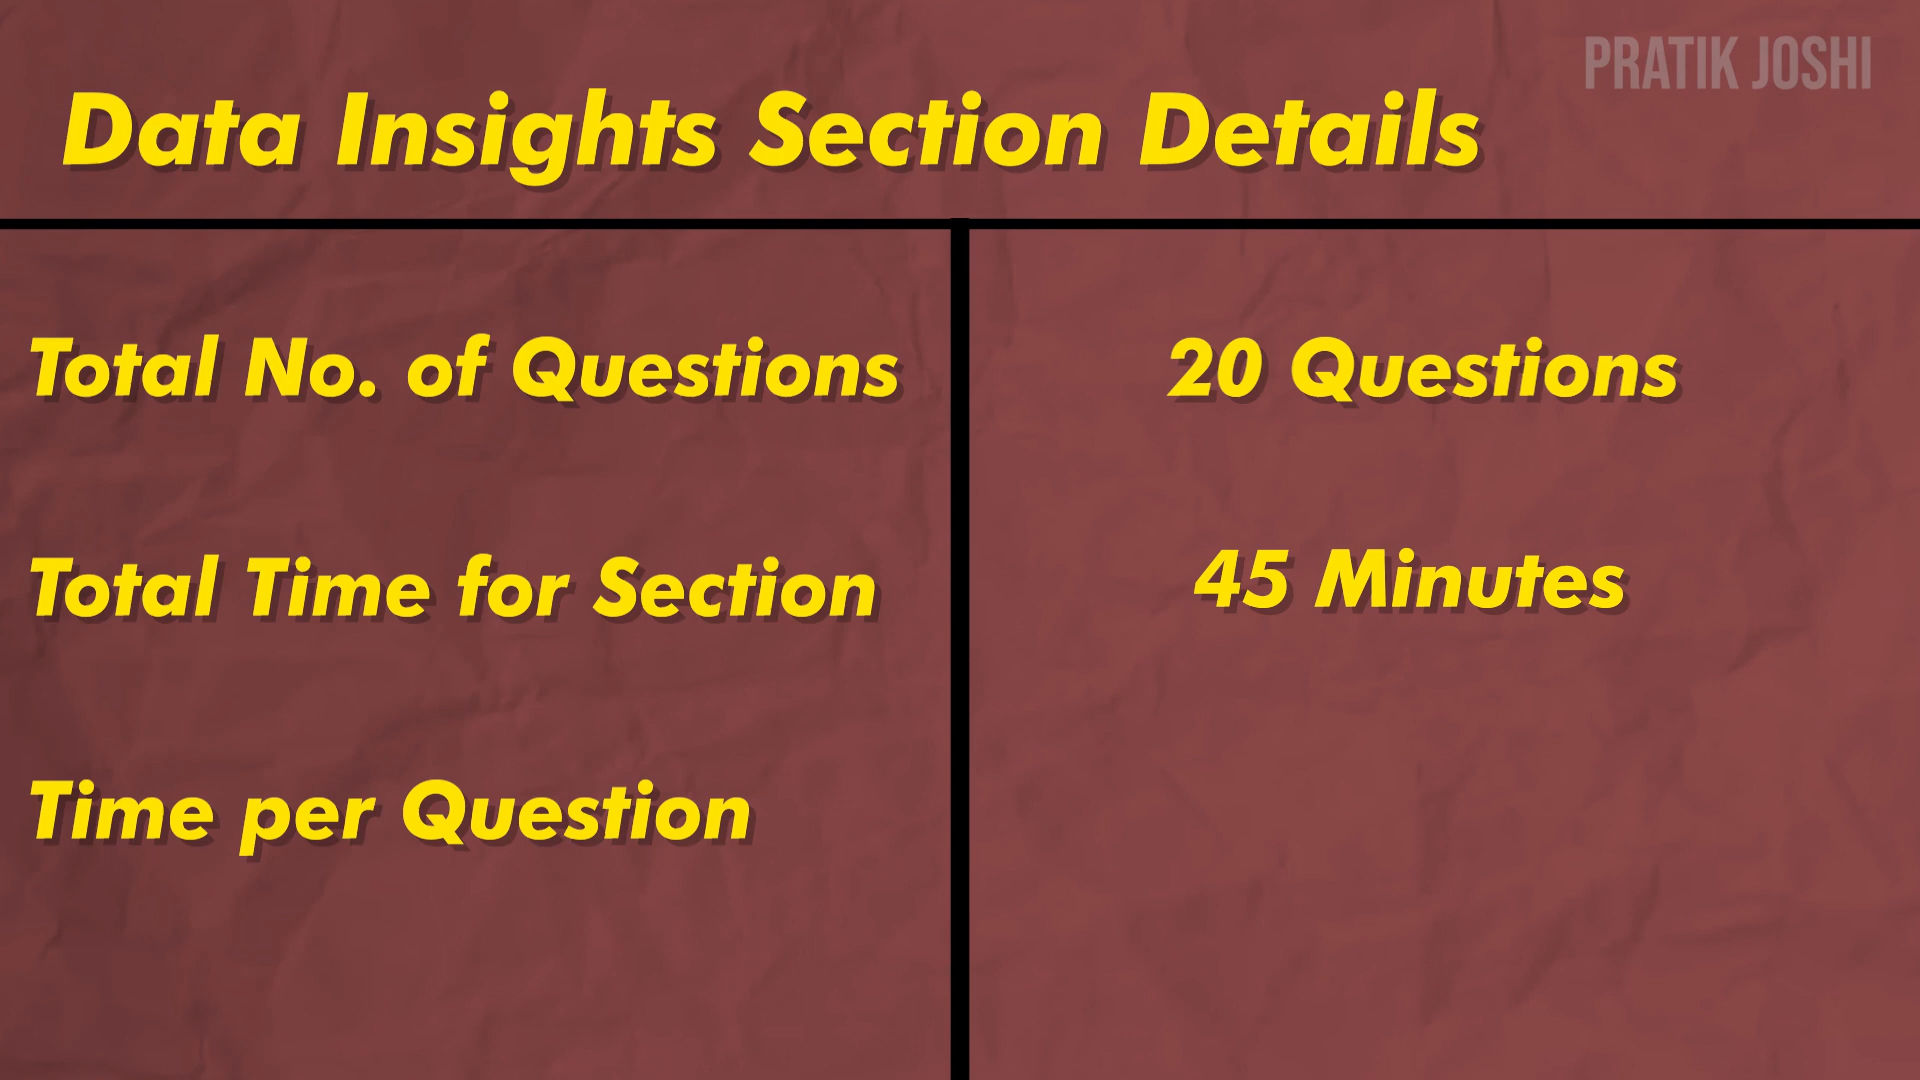 PRATIK JOSHI
Data Insights Section Details
Total No. of Questions
20 Questions
Total Time for Section
45 Minutes
Time per Question